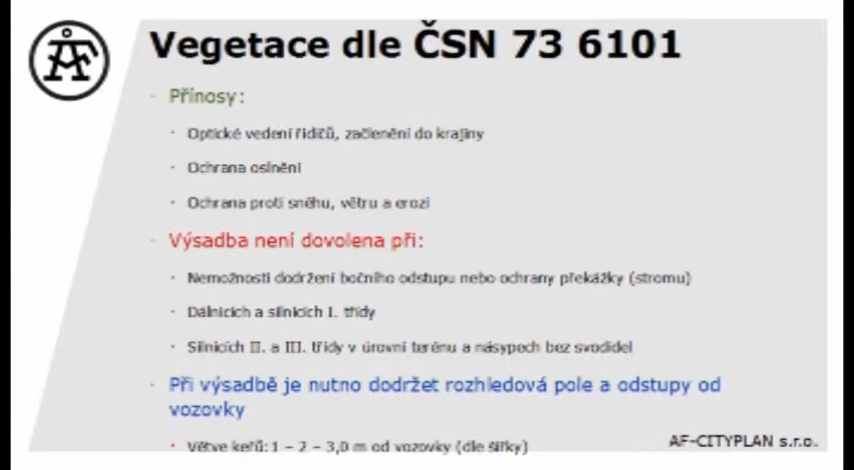 ÅF
Vegetace dle ČSN 73 6101
- Přínosy:
- Optické vedení řidičů, začlenění do krajiny
- Ochrana oslnění
- Ochrana proti sněhu, větru a erozi
- Výsadba není dovolena při:
- Nemožnosti dodržení bočního odstupu nebo ochrany překážky (stromu)
- Dálnicích a silnicích I. třídy
- Silnicích II. a III. třídy v úrovni terénu a násypech bez svodidel
- Při výsadbě je nutno dodržet rozhledová pole a odstupy od
vozovky
- Větve keřů: 1 – 2 – 3,0 m od vozovky (dle šířky)
AF-CITYPLAN s.r.o.